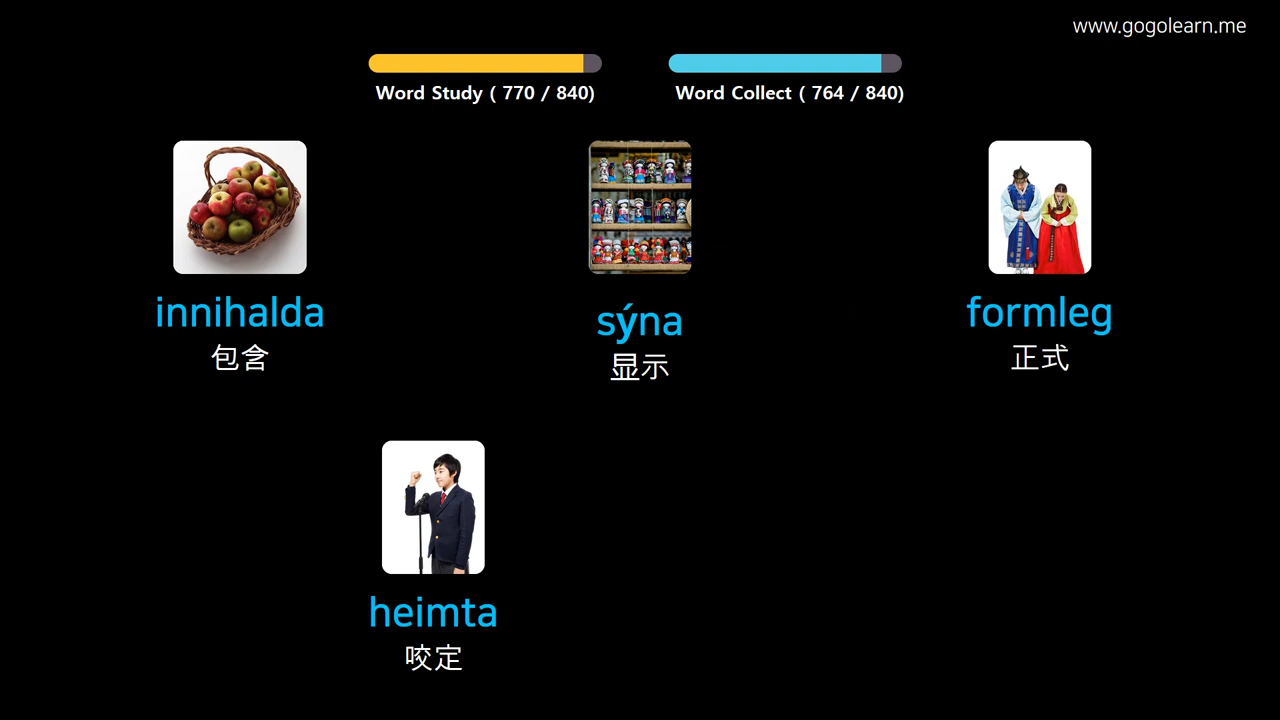 www.gogolearn.me
Word Study ( 770 / 840)
Word Collect ( 764 / 840)
innihalda
包含
sýna
显示
formleg
正式
heimta
咬定